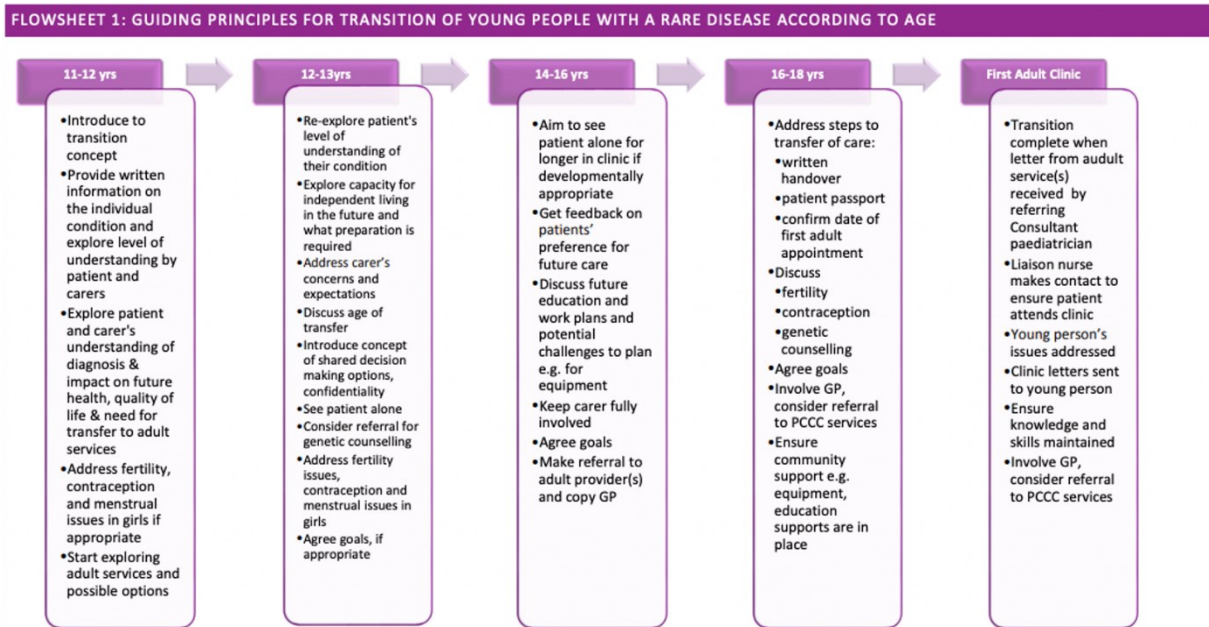 FLOWSHEET 1: GUIDING PRINCIPLES FOR TRANSITION OF YOUNG PEOPLE WITH A RARE DISEASE ACCORDING TO AGE
11-12 yrs
•Introduce to
transition
concept
•Provide written
information on
the individual
condition and
explore level of
understanding by
patient and
carers
•Explore patient
and carer's
understanding of
diagnosis &
impact on future
health, quality of
life & need for
transfer to adult
services
•Address fertility,
contraception
and menstrual
issues in girls if
appropriate
•Start exploring
adult services and
possible options
12-13yrs
•Re-explore patient's
level of
understanding of
their condition
•Explore capacity for
independent living
in the future and
what preparation is
required
•Address carer's
concerns and
expectations
•Discuss age of
transfer
•Introduce concept
of shared decision
making options,
confidentiality
•See patient alone
•Consider referral for
genetic counselling
•Address fertility
issues,
contraception and
menstrual issues in
girls
•Agree goals, if
appropriate
14-16 yrs
•Aim to see
patient alone for
longer in clinic if
developmentally
appropriate
•Get feedback on
patients'
preference for
future care
•Discuss future
education and
work plans and
potential
challenges to plan
e.g. for
equipment
•Keep carer fully
involved
•Agree goals
•Make referral to
adult provider(s)
and copy GP
16-18 yrs
•Address steps to
transfer of care:
•written
handover
•patient passport
•confirm date of
first adult
appointment
•Discuss
•fertility
•contraception
•genetic
counselling
•Agree goals
•Involve GP,
consider referral
to PCCC services
•Ensure
community
support e.g.
equipment,
education
supports are in
place
First Adult Clinic
•Transition
complete when
letter from audult
service(s)
received by
referring
Consultant
paediatrician
•Liaison nurse
makes contact to
ensure patient
attends clinic
•Young person's
issues addressed
•Clinic letters sent
to young person
•Ensure
knowledge and
skills maintained
•Involve GP,
consider referral
to PCCC services